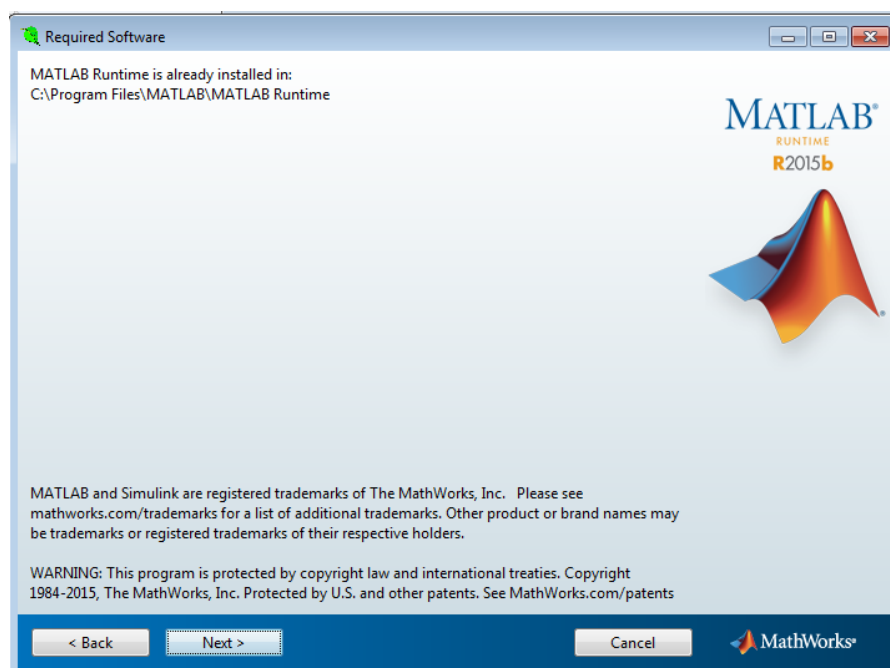 Required Software
MATLAB Runtime is already installed in:
C:\Program Files\MATLAB\MATLAB Runtime
MATLAB®
RUNTIME
R2015b
®
MATLAB and Simulink are registered trademarks of The MathWorks, Inc.   Please see
mathworks.com/trademarks for a list of additional trademarks. Other product or brand names may
be trademarks or registered trademarks of their respective holders.
WARNING: This program is protected by copyright law and international treaties. Copyright
1984-2015, The MathWorks, Inc. Protected by U.S. and other patents. See MathWorks.com/patents
< Back
Next >
Cancel
MathWorks®